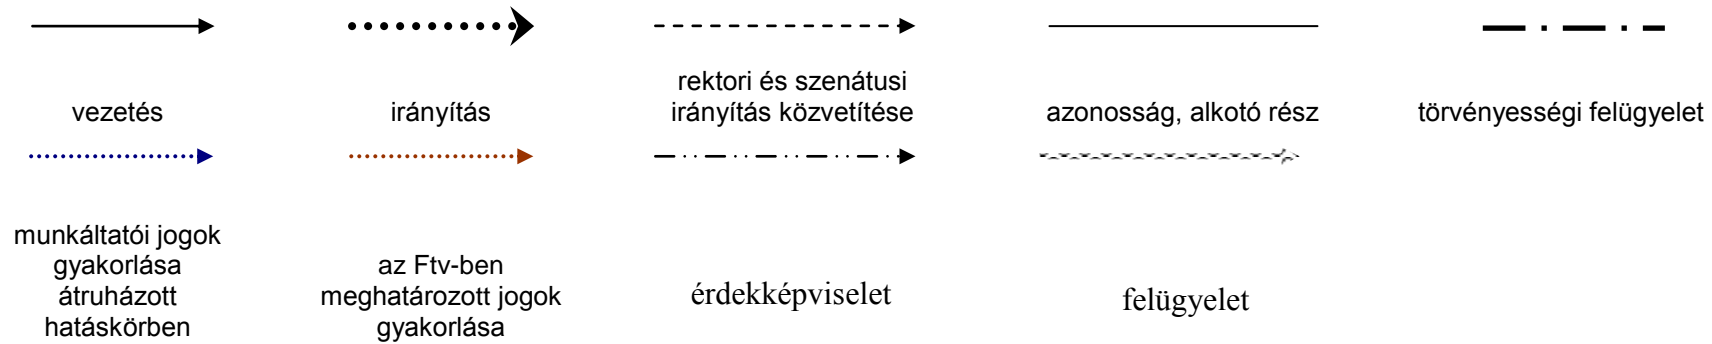 vezetés
irányítás
rektori és szenátusi
irányítás közvetítése
azonosság, alkotó rész
törvényességi felügyelet
munkáltatói jogok
gyakorlása
átruházott
hatáskörben
az Ftv-ben
meghatározott jogok
gyakorlása
érdekképviselet
felügyelet